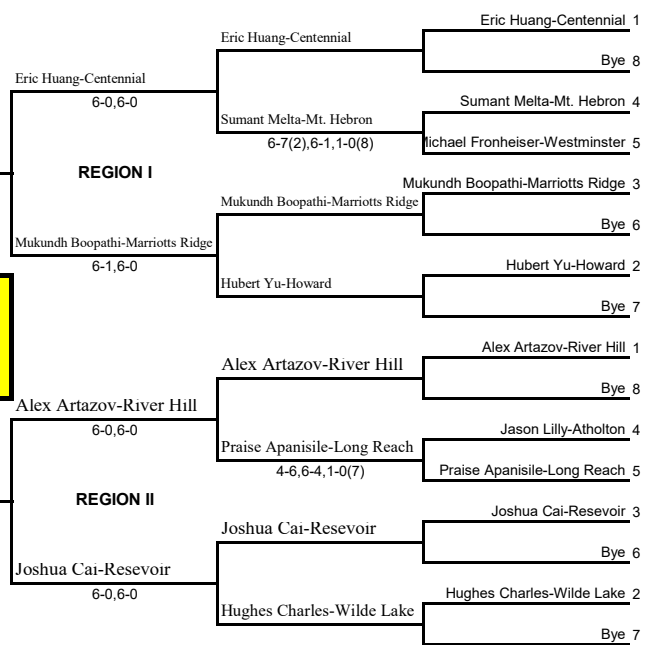 Eric Huang-Centennial 1
Eric Huang-Centennial
Bye 8
Eric Huang-Centennial
6-0,6-0
Sumant Melta-Mt. Hebron 4
Sumant Melta-Mt. Hebron
6-7(2),6-1,1-0(8)
Michael Fronheiser-Westminster 5
REGION I
Mukundh Boopathi-Marriotts Ridge 3
Mukundh Boopathi-Marriotts Ridge
Bye 6
Mukundh Boopathi-Marriotts Ridge
6-1,6-0
Hubert Yu-Howard 2
Hubert Yu-Howard
Bye 7
Alex Artazov-River Hill 1
Alex Artazov-River Hill
Bye 8
Alex Artazov-River Hill
6-0,6-0
Jason Lilly-Atholton 4
Praise Apanisile-Long Reach
4-6,6-4,1-0(7)
Praise Apanisile-Long Reach 5
REGION II
Joshua Cai-Resevoir 3
Joshua Cai-Resevoir
Bye 6
Joshua Cai-Resevoir
6-0,6-0
Hughes Charles-Wilde Lake 2
Hughes Charles-Wilde Lake
Bye 7